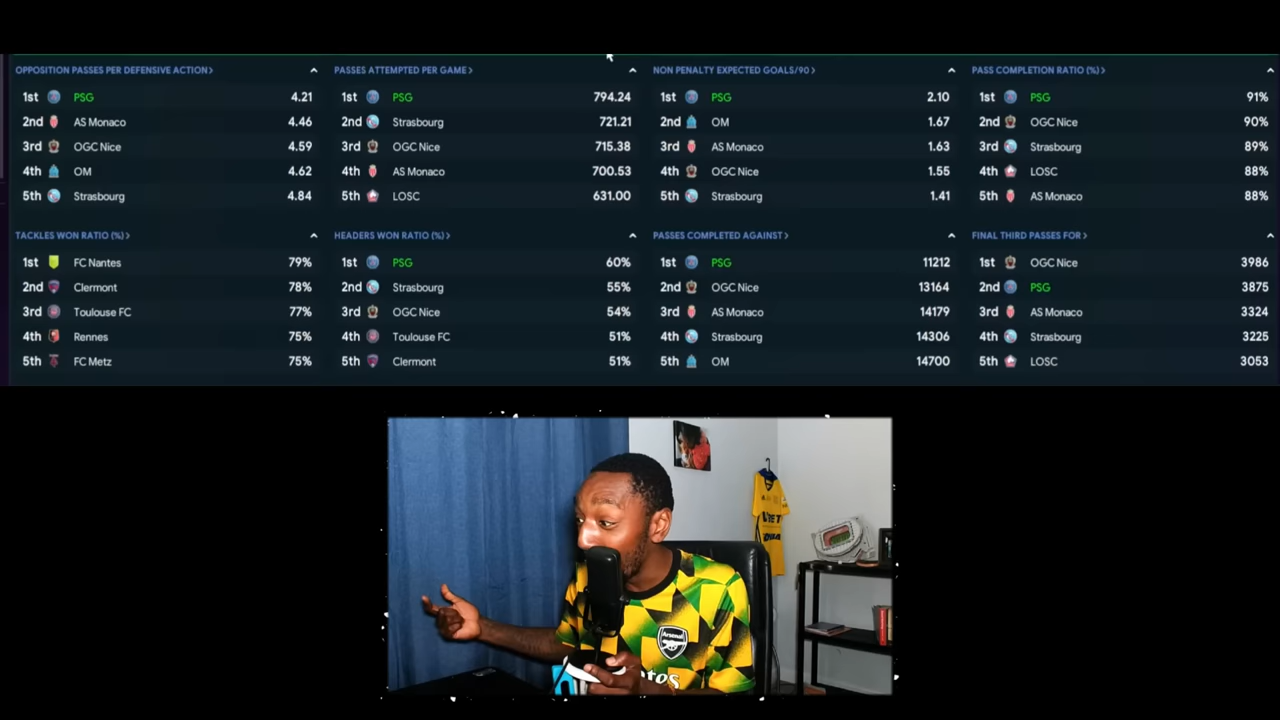 OPPOSITION PASSES PER DEFENSIVE ACTION>
1st PSG 4.21
2nd AS Monaco 4.46
3rd OGC Nice 4.59
4th OM 4.62
5th Strasbourg 4.84
PASSES ATTEMPTED PER GAME>
1st PSG 794.24
2nd Strasbourg 721.21
3rd OGC Nice 715.38
4th AS Monaco 700.53
5th LOSC 631.00
NON PENALTY EXPECTED GOALS/90>
1st PSG 2.10
2nd OM 1.67
3rd AS Monaco 1.63
4th OGC Nice 1.55
5th Strasbourg 1.41
PASS COMPLETION RATIO (%)>
1st PSG 91%
2nd OGC Nice 90%
3rd Strasbourg 89%
4th LOSC 88%
5th AS Monaco 88%
TACKLES WON RATIO (%)>
1st FC Nantes 79%
2nd Clermont 78%
3rd Toulouse FC 77%
4th Rennes 75%
5th FC Metz 75%
HEADERS WON RATIO (%)>
1st PSG 60%
2nd Strasbourg 55%
3rd OGC Nice 54%
4th Toulouse FC 51%
5th Clermont 51%
PASSES COMPLETED AGAINST>
1st PSG 11212
2nd OGC Nice 13164
3rd AS Monaco 14179
4th Strasbourg 14306
5th OM 14700
FINAL THIRD PASSES FOR>
1st OGC Nice 3986
2nd PSG 3875
3rd AS Monaco 3324
4th Strasbourg 3225
5th LOSC 3053
Arsenal